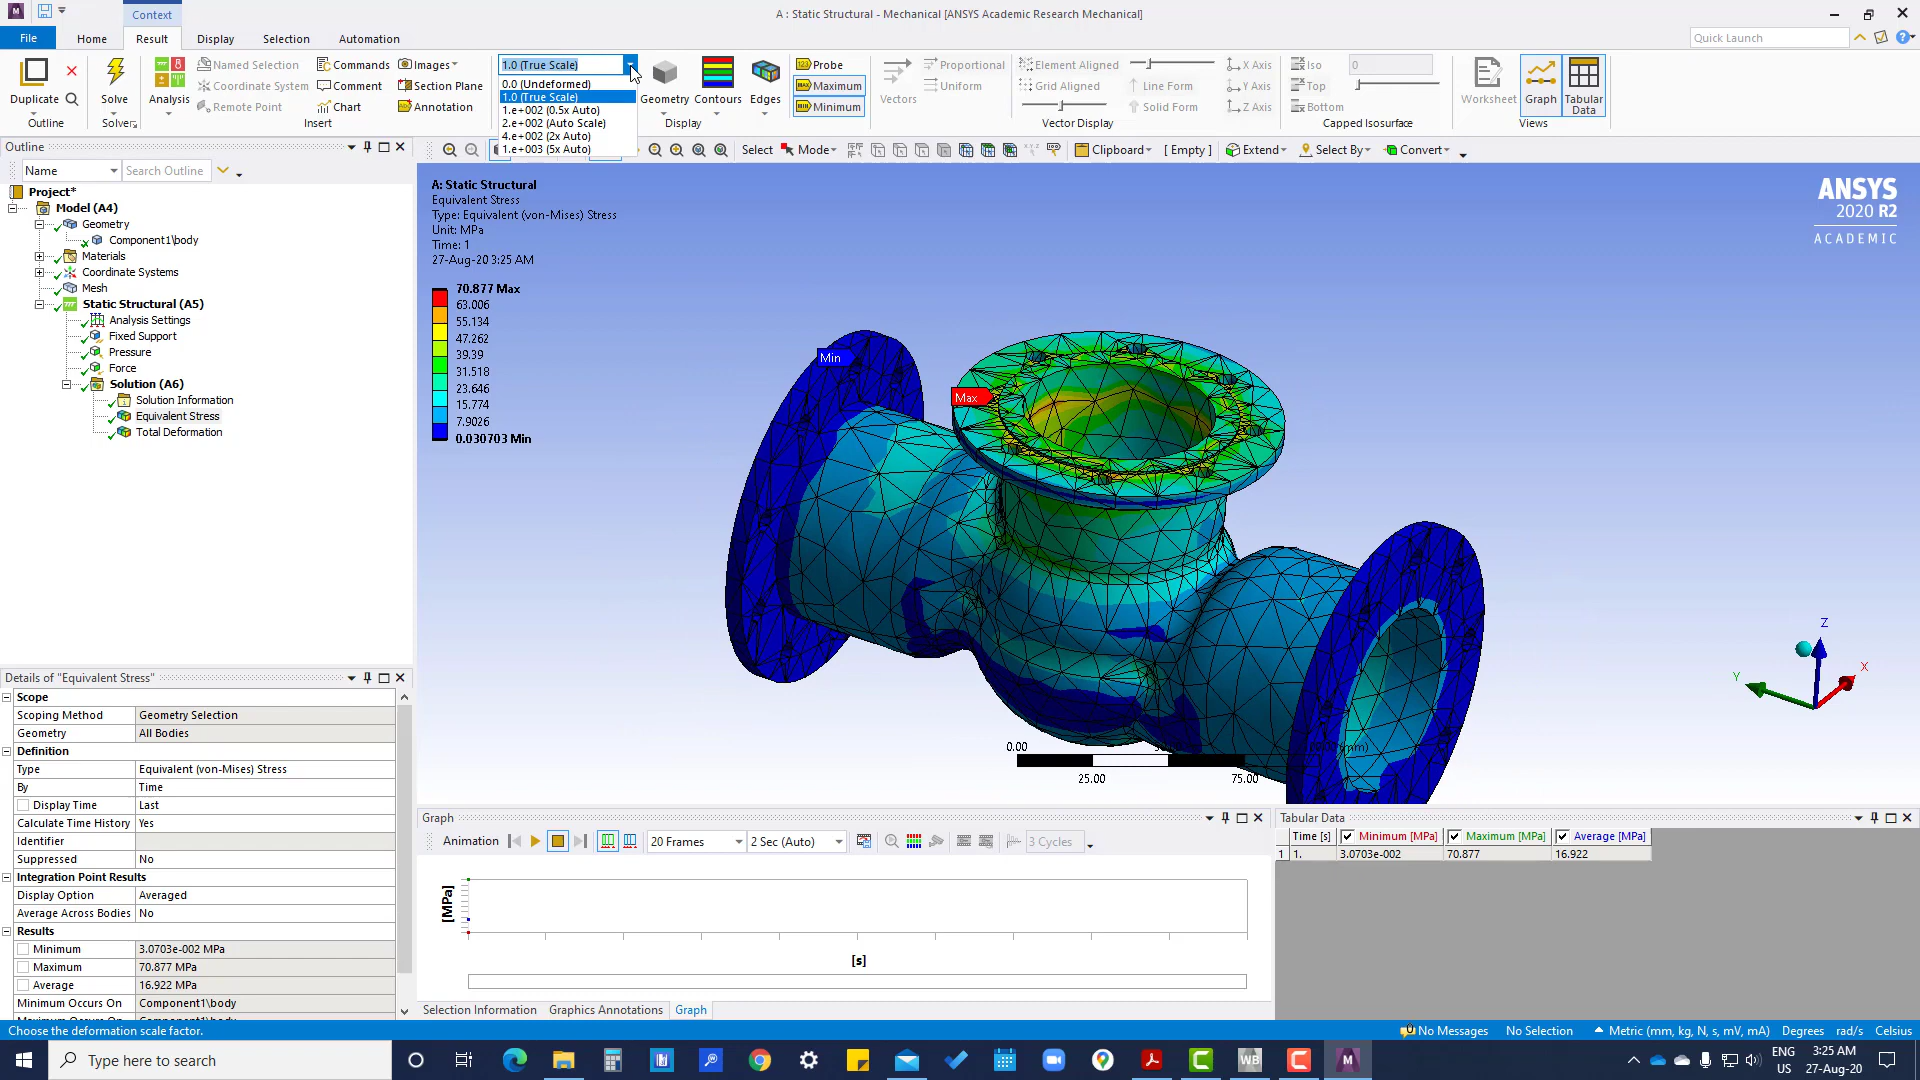 Context
A : Static Structural - Mechanical [ANSYS Academic Research Mechanical]
File
Home
Result
Display
Selection
Automation
Quick Launch
Duplicate
Outline
Solve
Solver
Analysis
Named Selection
Coordinate System
Remote Point
Commands
Comment
Chart
Images
Section Plane
Annotation
Insert
1.0 (True Scale)
0.0 (Undeformed)
1.0 (True Scale)
1.e+002 (0.5x Auto)
2.e+002 (Auto Scale)
4.e+002 (2x Auto)
1.e+003 (5x Auto)
Geometry
Contours
Edges
Display
Probe
Maximum
Minimum
Vectors
Proportional
Uniform
Element Aligned
Grid Aligned
Line Form
Solid Form
X Axis
Y Axis
Z Axis
Vector Display
Iso
0
Top
Bottom
Capped Isosurface
Worksheet
Graph
Tabular Data
Views
Outline
Name
Search Outline
Select
Mode
Clipboard
[ Empty ]
Extend
Select By
Convert
Project*
Model (A4)
Geometry
Component1\body
Materials
Coordinate Systems
Mesh
Static Structural (A5)
Analysis Settings
Fixed Support
Pressure
Force
Solution (A6)
Solution Information
Equivalent Stress
Total Deformation
A: Static Structural
Equivalent Stress
Type: Equivalent (von-Mises) Stress
Unit: MPa
Time: 1
27-Aug-20 3:25 AM
70.877 Max
63.006
55.134
47.262
39.39
31.518
23.646
15.774
7.9026
0.030703 Min
Min
Max
ANSYS
2020 R2
ACADEMIC
Z
Y
X
0.00
25.00
75.00
Details of "Equivalent Stress"
Scope
Scoping Method Geometry Selection
Geometry All Bodies
Definition
Type Equivalent (von-Mises) Stress
By Time
Display Time Last
Calculate Time History Yes
Identifier
Suppressed No
Integration Point Results
Display Option Averaged
Average Across Bodies No
Results
Minimum 3.0703e-002 MPa
Maximum 70.877 MPa
Average 16.922 MPa
Minimum Occurs On Component1\body
Graph
Animation
20 Frames
2 Sec (Auto)
3 Cycles
[MPa]
[s]
Selection Information
Graphics Annotations
Graph
Tabular Data
Time [s] Minimum [MPa] Maximum [MPa] Average [MPa]
1 1. 3.0703e-002 70.877 16.922
Choose the deformation scale factor.
No Messages
No Selection
Metric (mm, kg, N, s, mV, mA)
Degrees
rad/s
Celsius
Type here to search
WB
M
ENG
US
3:25 AM
27-Aug-20